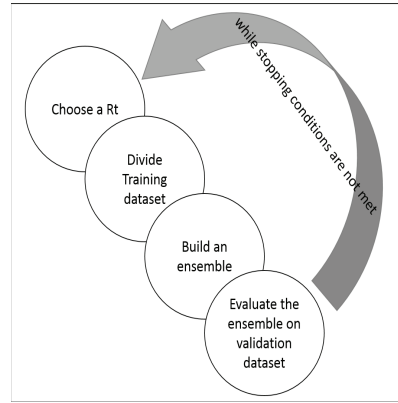 Choose a Rt
Divide
Training
dataset
Build an
ensemble
Evaluate the
ensemble on
validation
dataset
while stopping conditions are not met